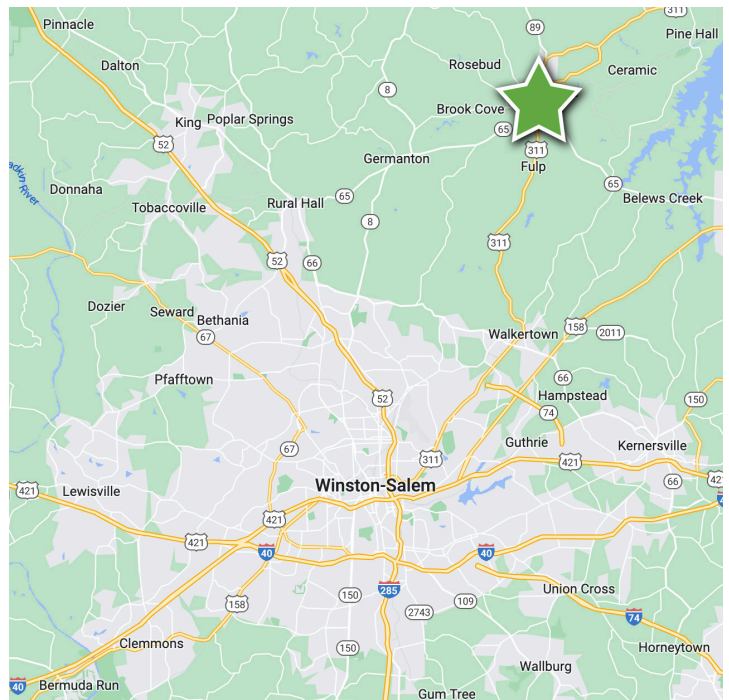 Pinnacle
89
311
Pine Hall
Dalton
Rosebud
Ceramic
8
Brook Cove
King
Poplar Springs
65
52
311
Germanton
Fulp
Donnaha
65
65
Tobaccoville
Rural Hall
8
Belews Creek
311
52
66
Dozier
Seward
Bethania
67
Walkertown
158
2011
Pfafftown
66
52
Hampstead
150
74
Guthrie
Kernersville
67
311
421
Winston-Salem
66
421
Lewisville
421
421
40
40
285
Union Cross
158
150
109
2743
74
Clemmons
150
Horneytown
Wallburg
40
Bermuda Run
Gum Tree